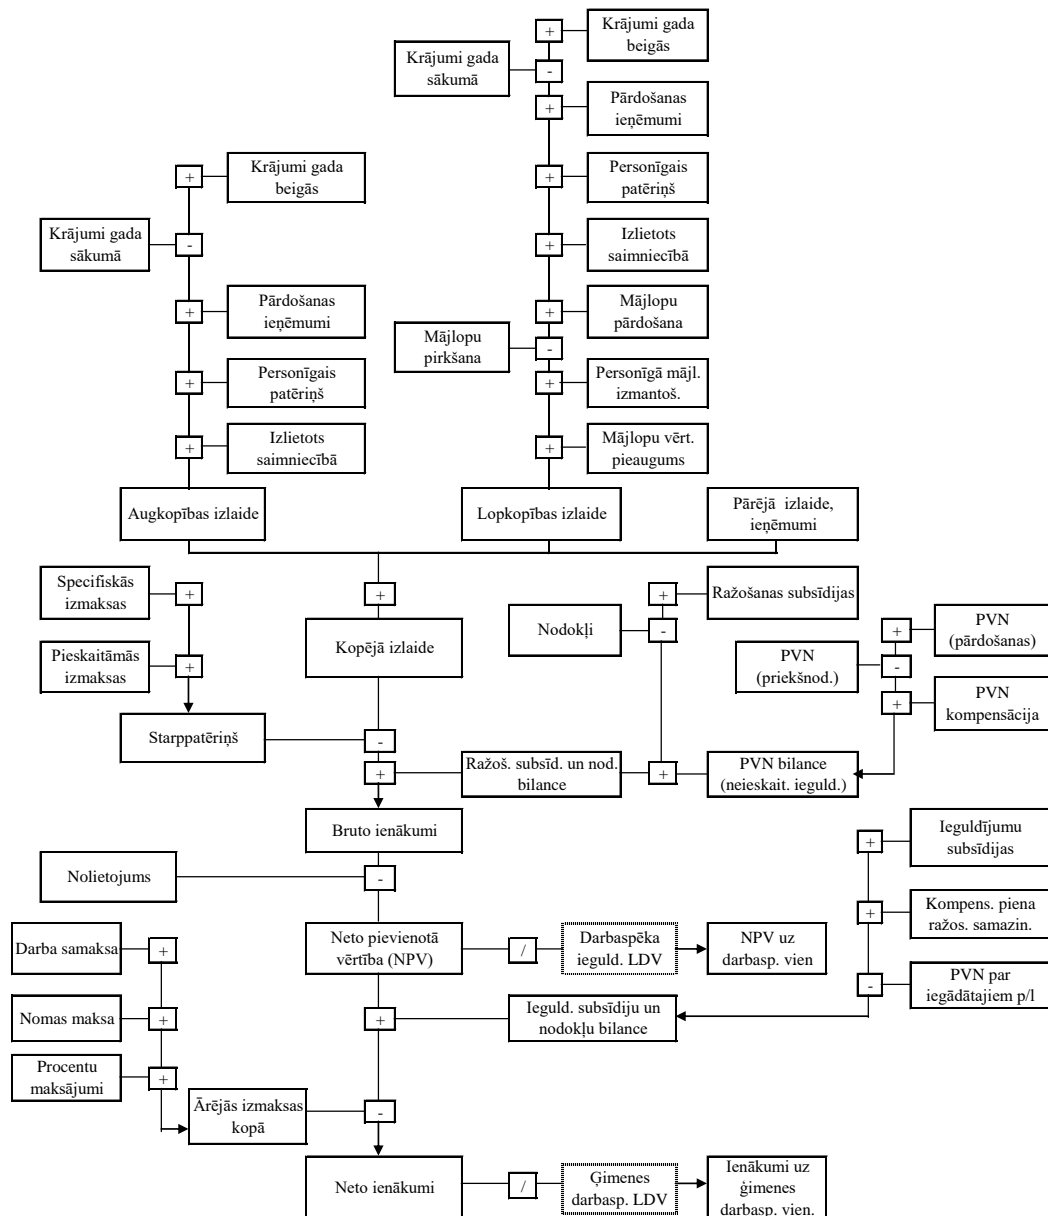 +
Krājumi gada
beigās
Krājumi gada
sākumā
-
+
Pārdošanas
ieņēmumi
+
Personīgais
patēriņš
+
Krājumi gada
beigās
Krājumi gada
sākumā
-
+
Izlietots
saimniecībā
+
Pārdošanas
ieņēmumi
+
Mājlopu
pārdošana
Mājlopu
pirkšana
-
+
Personīgais
patēriņš
+
Personīgā mājl.
izmantoš.
+
Izlietots
saimniecībā
+
Mājlopu vērt.
pieaugums
Augkopības izlaide
Lopkopības izlaide
Pārējā izlaide,
ieņēmumi
Specifiskās
izmaksas
+
+
+
Ražošanas subsīdijas
Nodokļi
-
+
PVN
(pārdošanas)
Pieskaitāmās
izmaksas
+
Kopējā izlaide
PVN
(priekšnod.)
-
+
PVN
kompensācija
Starppatēriņš
-
+
Ražoš. subsīd. un nod.
bilance
+
PVN bilance
(neieskait. ieguld.)
Bruto ienākumi
+
Ieguldījumu
subsīdijas
Nolietojums
-
+
Kompens. piena
ražos. samazin.
Darba samaksa
+
Neto pievienotā
vērtība (NPV)
/
Darbaspēka
ieguld. LDV
NPV uz
darbasp. vien
-
PVN par
iegādātajiem p/l
Nomas maksa
+
+
Ieguld. subsīdiju un
nodokļu bilance
Procentu
maksājumi
+
Ārējās izmaksas
kopā
-
Neto ienākumi
/
Ģimenes
darbasp. LDV
Ienākumi uz
ģimenes
darbasp. vien.